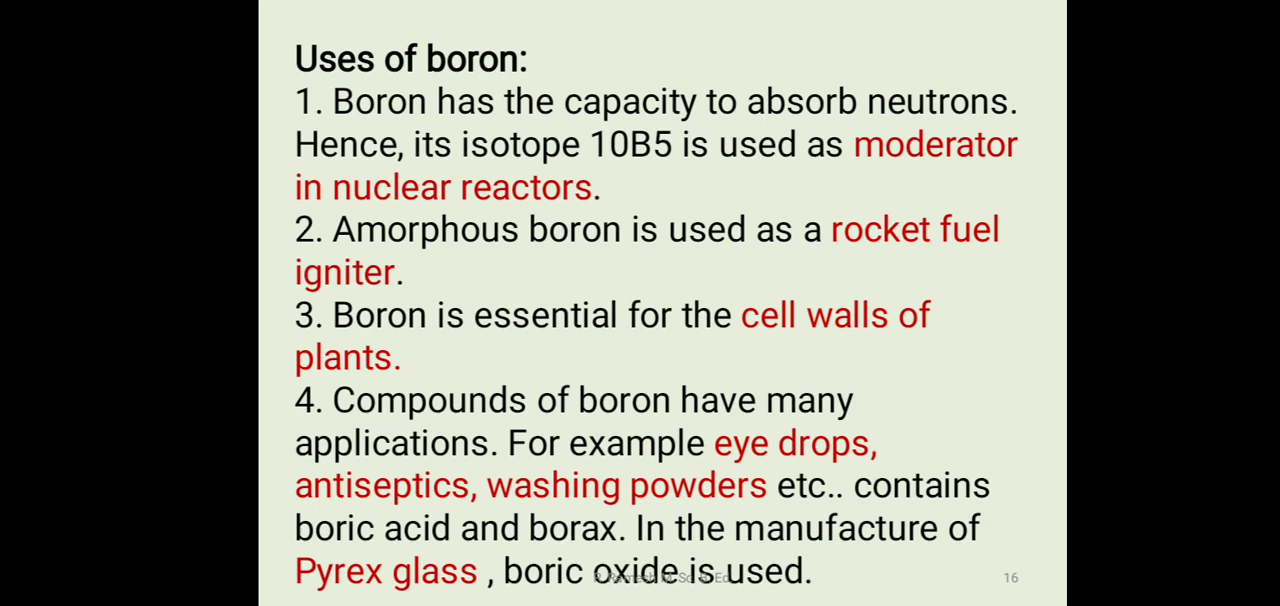 Uses of boron:
1. Boron has the capacity to absorb neutrons.
Hence, its isotope 10B5 is used as moderator
in nuclear reactors.
2. Amorphous boron is used as a rocket fuel
igniter.
3. Boron is essential for the cell walls of
plants.
4. Compounds of boron have many
applications. For example eye drops,
antiseptics, washing powders etc.. contains
boric acid and borax. In the manufacture of
Pyrex glass , boric oxide is used.
16